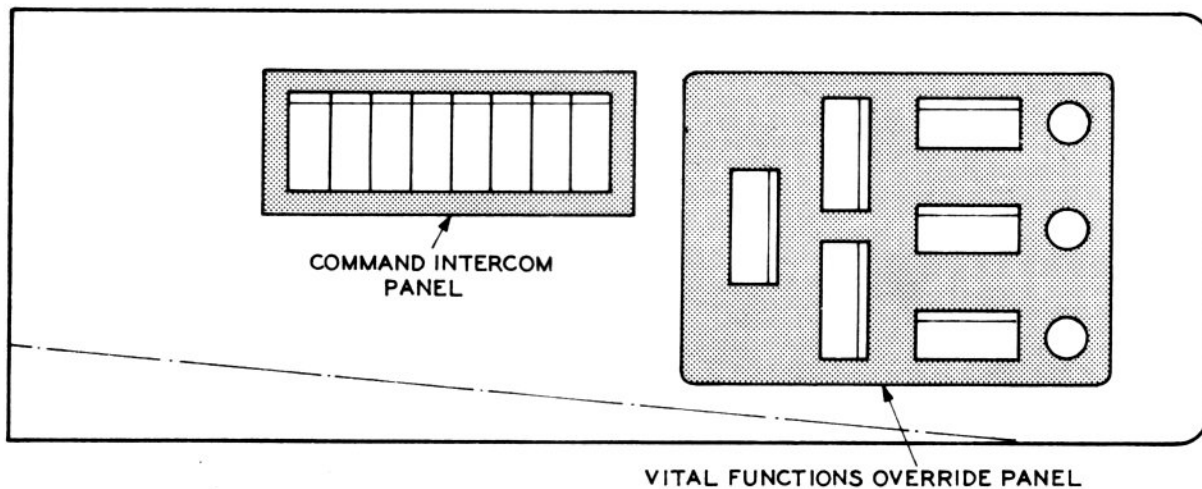 COMMAND INTERCOM
PANEL
VITAL FUNCTIONS OVERRIDE PANEL